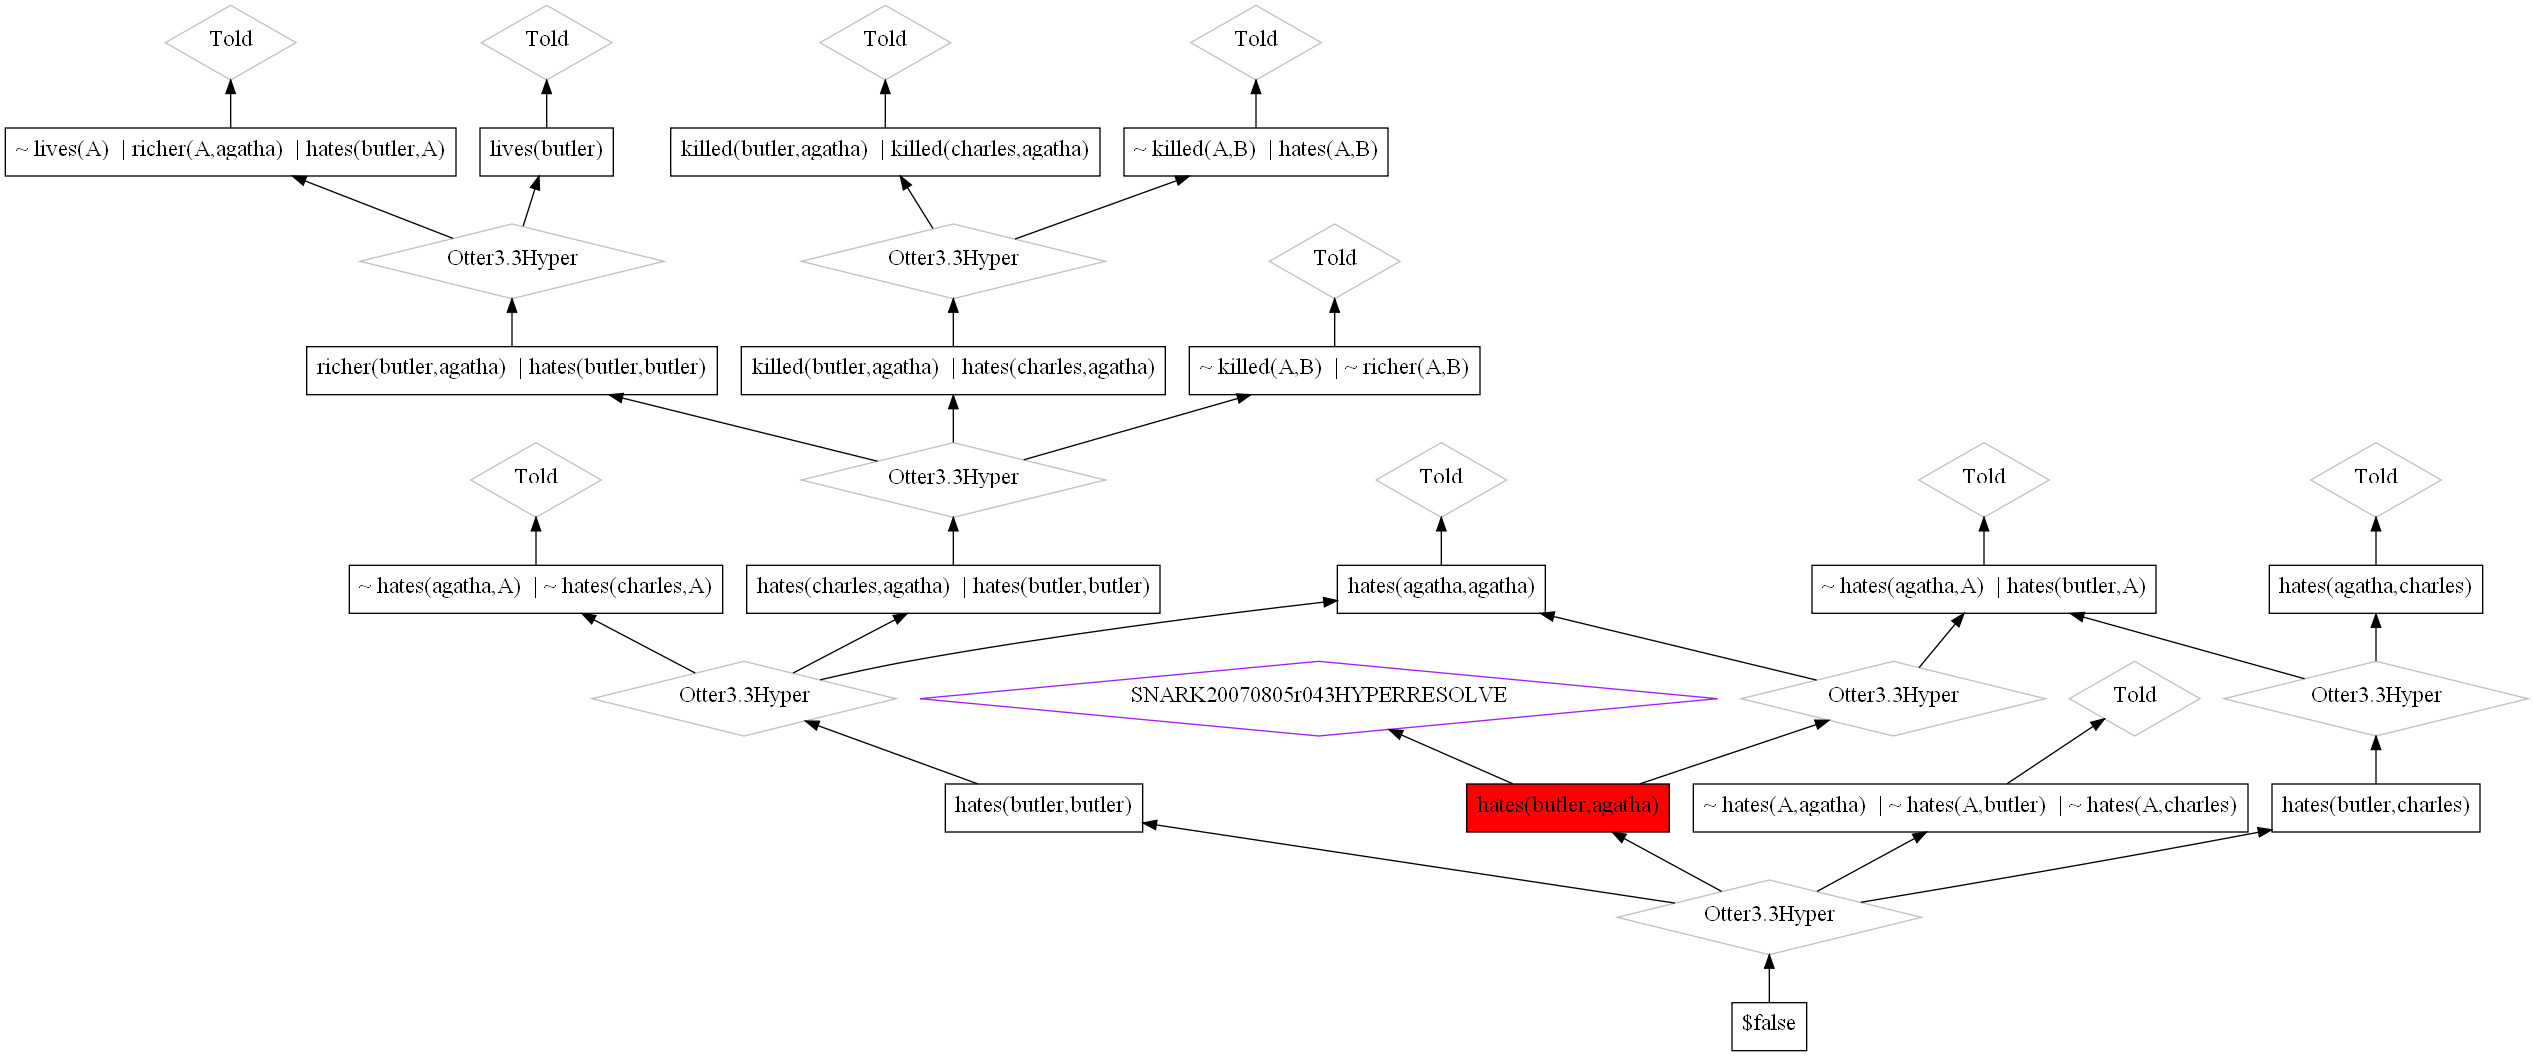 Told
Told
Told
Told
~ lives(A) | richer(A,agatha) | hates(butler,A)
lives(butler)
killed(butler,agatha) | killed(charles,agatha)
~ killed(A,B) | hates(A,B)
Otter3.3Hyper
Otter3.3Hyper
Told
richer(butler,agatha) | hates(butler,butler)
killed(butler,agatha) | hates(charles,agatha)
~ killed(A,B) | ~ richer(A,B)
Told
Otter3.3Hyper
Told
Told
Told
~ hates(agatha,A) | ~ hates(charles,A)
hates(charles,agatha) | hates(butler,butler)
hates(agatha,agatha)
~ hates(agatha,A) | hates(butler,A)
hates(agatha,charles)
Otter3.3Hyper
SNARK20070805r043HYPERRESOLVE
Otter3.3Hyper
Told
Otter3.3Hyper
hates(butler,butler)
hates(butler,agatha)
~ hates(A,agatha) | ~ hates(A,butler) | ~ hates(A,charles)
hates(butler,charles)
Otter3.3Hyper
$false